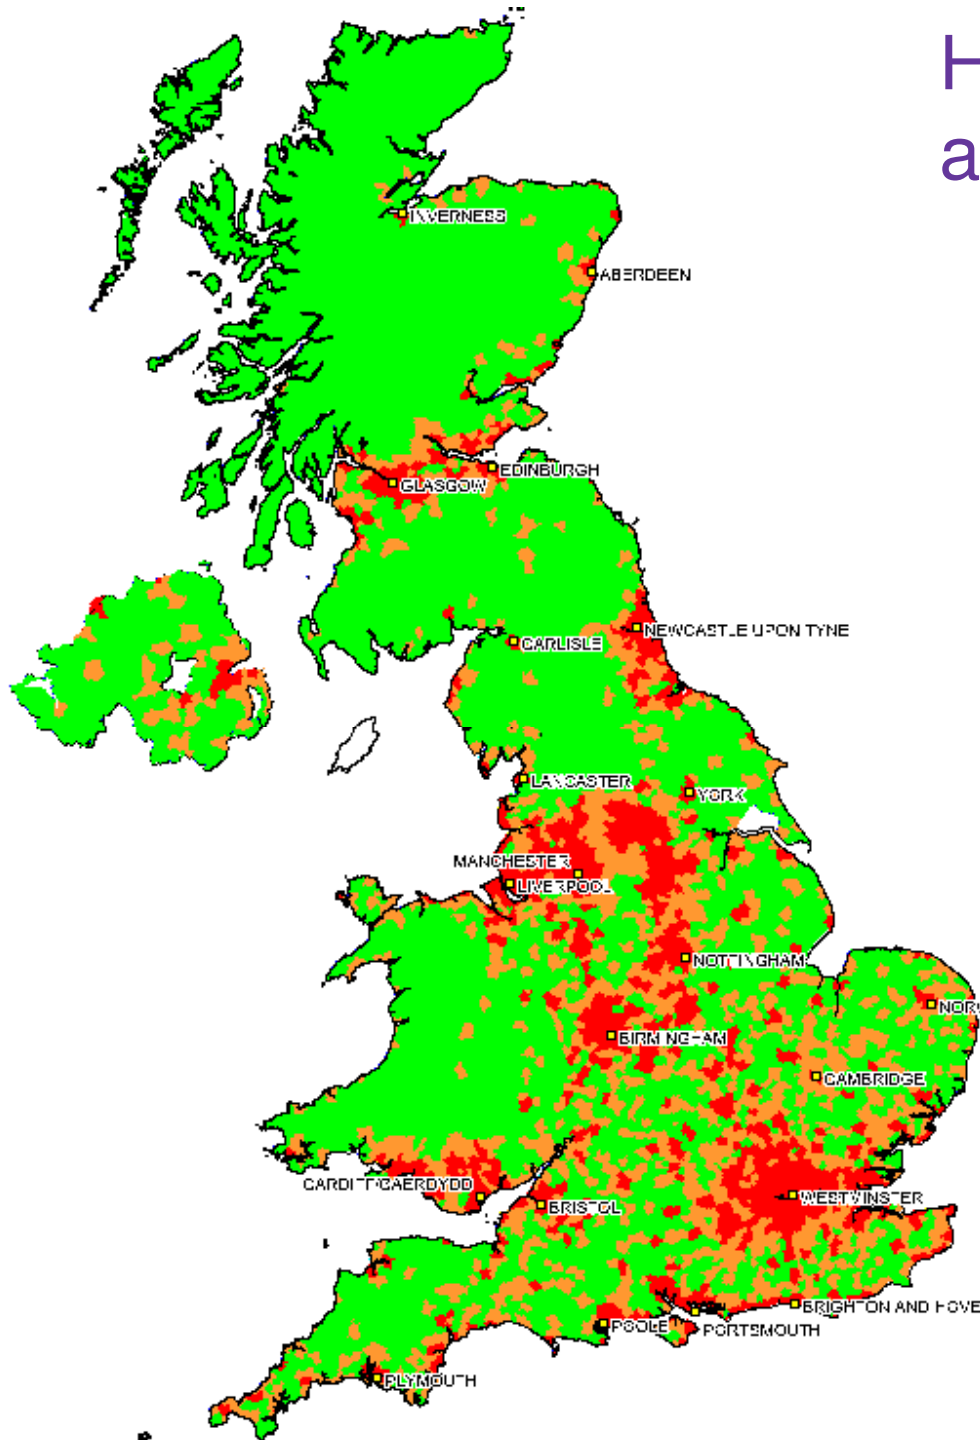 H
a
INVERNESS
ABERDEEN
EDINBURGH
GLASGOW
NEWCASTLE UPON TYNE
CARLISLE
LANCASTER
YORK
MANCHESTER
LIVERPOOL
NOTTINGHAM
NOR
BIRMINGHAM
CAMBRIDGE
CARDIFF/CAERDYDD
WESTMINSTER
BRISTOL
BRIGHTON AND HOVE
POOLE
PORTSMOUTH
PLYMOUTH